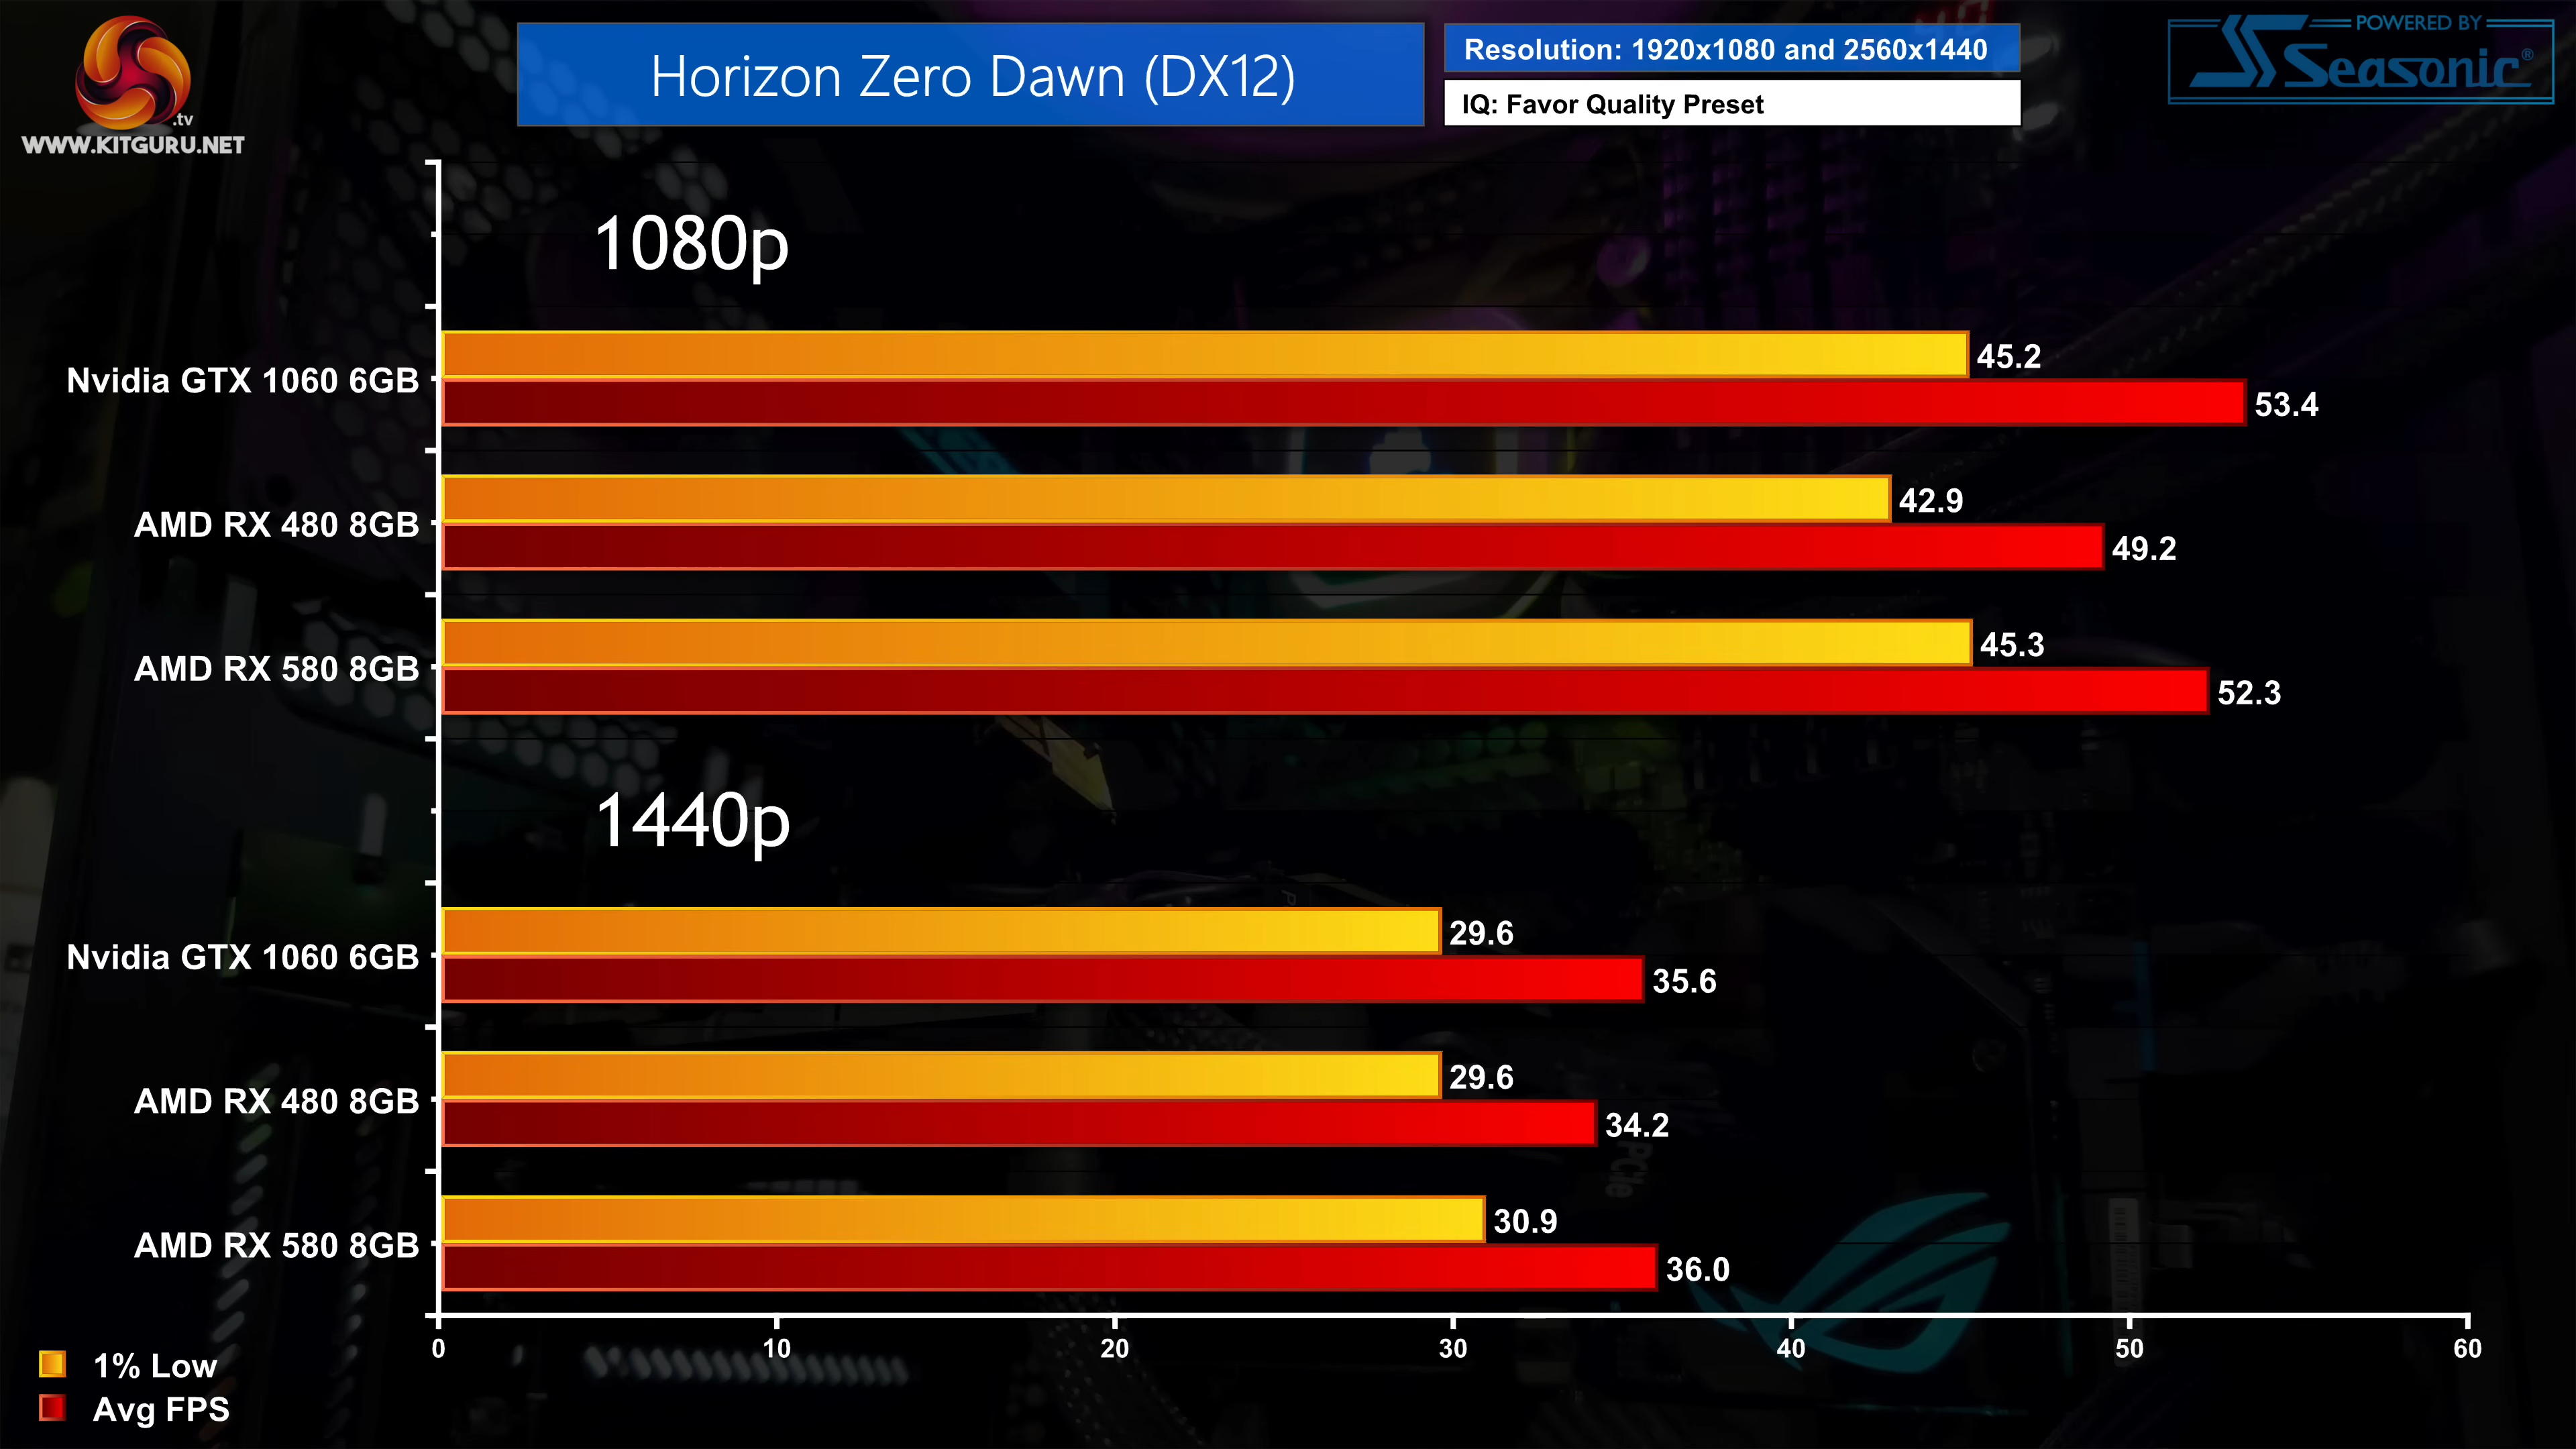 .tv
WWW.KITGURU.NET
Horizon Zero Dawn (DX12)
Resolution: 1920x1080 and 2560x1440
IQ: Favor Quality Preset
POWERED BY
Seasonic®
1080p
Nvidia GTX 1060 6GB
45.2
53.4
AMD RX 480 8GB
42.9
49.2
AMD RX 580 8GB
45.3
52.3
1440p
Nvidia GTX 1060 6GB
29.6
35.6
AMD RX 480 8GB
29.6
34.2
PCIe
AMD RX 580 8GB
30.9
36.0
0 10 20 30 40 50 60
1% Low
Avg FPS